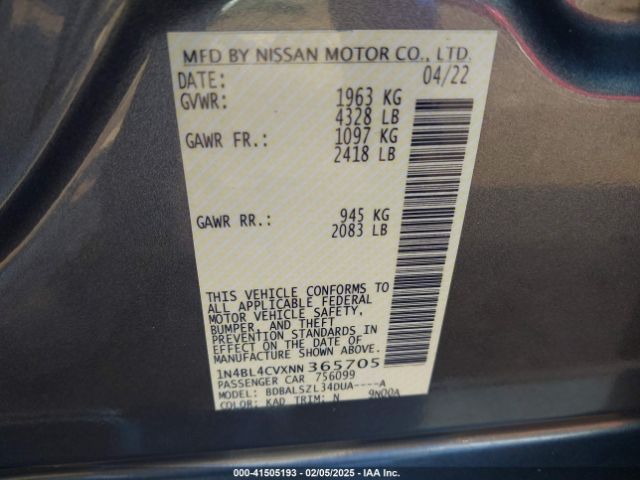 MFD BY NISSAN MOTOR CO., LTD.
DATE: 04/22
GVWR: 1963 KG
4328 LB
GAWR FR.: 1097 KG
2418 LB
GAWR RR.: 945 KG
2083 LB
THIS VEHICLE CONFORMS TO
ALL APPLICABLE FEDERAL
MOTOR VEHICLE SAFETY,
BUMPER, AND THEFT
PREVENTION STANDARDS IN
EFFECT ON THE DATE OF
MANUFACTURE SHOWN ABOVE.
1N4BL4CVXNN 365705
PASSENGER CAR 756099
MODEL: BDBALSZL34DUA----A
COLOR: KAD TRIM: N 9N00A
000-41505193 - 02/05/2025 - IAA Inc.